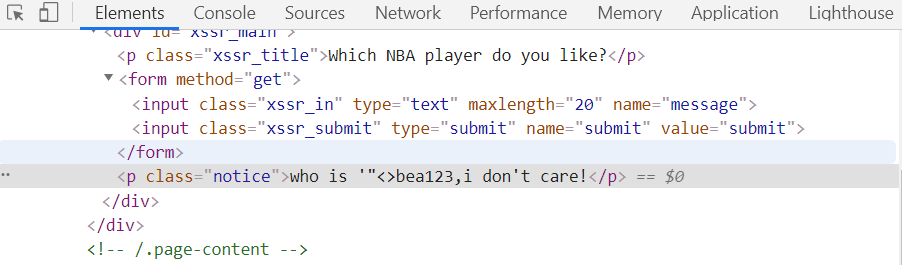 Elements Console Sources Network Performance Memory Application Lighthouse
<div id="xssr_main">
<p class="xssr_title">Which NBA player do you like?</p>
<form method="get">
<input class="xssr_in" type="text" maxlength="20" name="message">
<input class="xssr_submit" type="submit" name="submit" value="submit">
</form>
<p class="notice">who is '"<>bea123,i don't care!</p> == $0
</div>
</div>
<!-- /.page-content -->